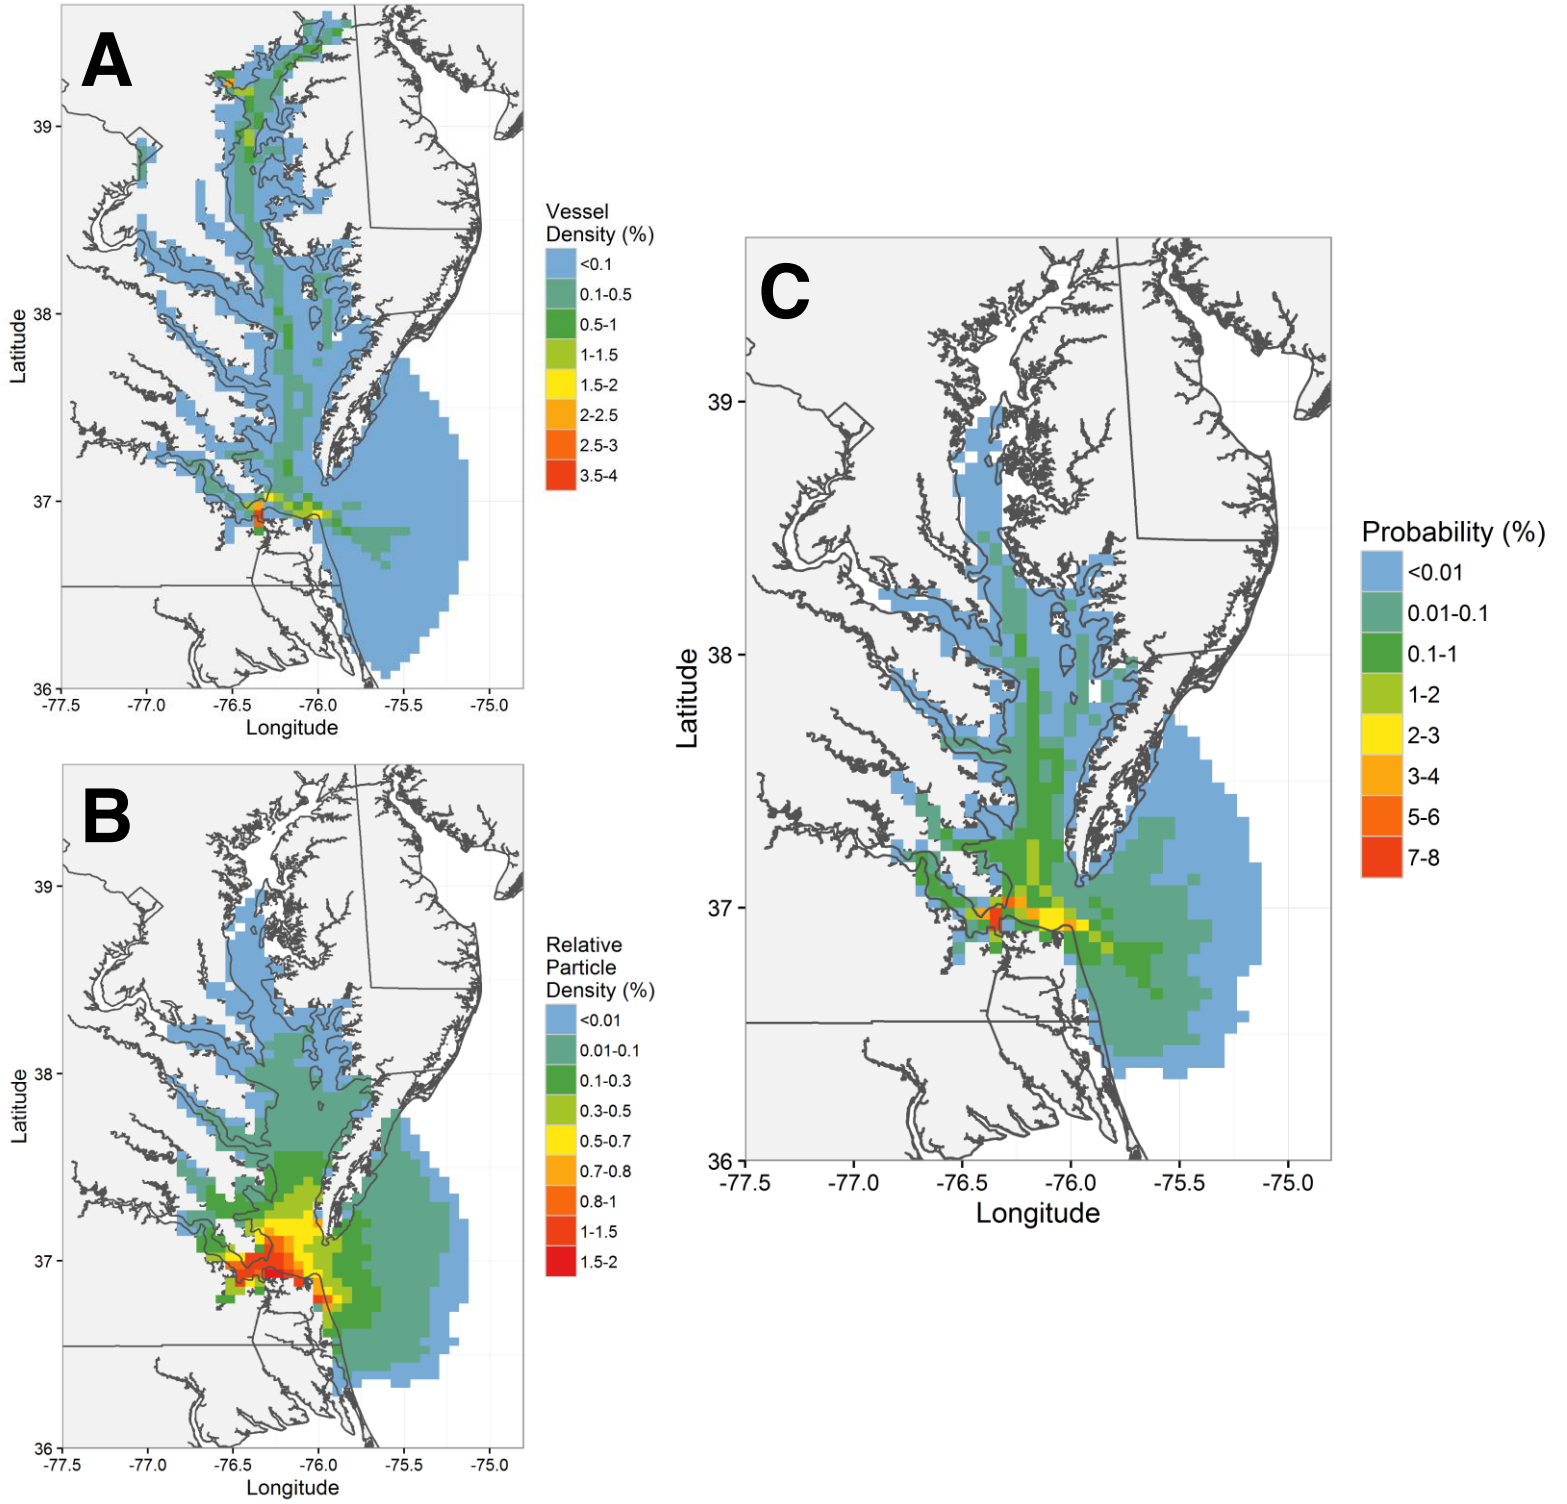 A
39
38
37
36
-77.5 -77.0 -76.5 -76.0 -75.5 -75.0
Longitude
Latitude
Vessel
Density (%)
<0.1
0.1-0.5
0.5-1
1-1.5
1.5-2
2-2.5
2.5-3
3.5-4
B
39
38
37
36
-77.5 -77.0 -76.5 -76.0 -75.5 -75.0
Longitude
Latitude
Relative
Particle
Density (%)
<0.01
0.01-0.1
0.1-0.3
0.3-0.5
0.5-0.7
0.7-0.8
0.8-1
1-1.5
1.5-2
C
39
38
37
36
-77.5 -77.0 -76.5 -76.0 -75.5 -75.0
Longitude
Latitude
Probability (%)
<0.01
0.01-0.1
0.1-1
1-2
2-3
3-4
5-6
7-8